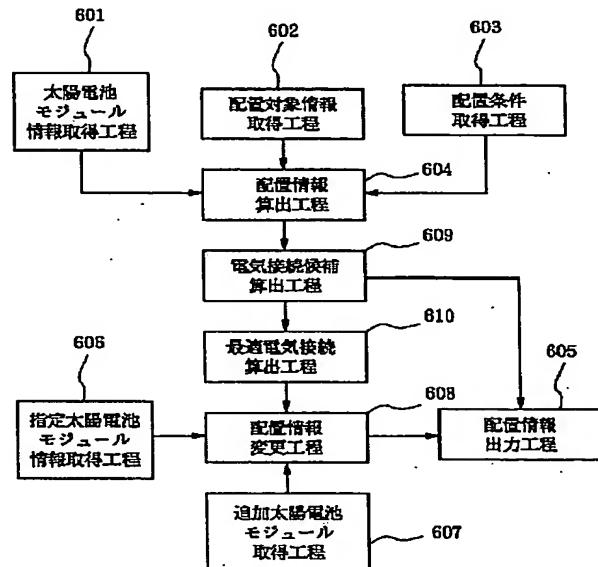 601
602
603
太陽電池
モジュール
情報取得工程
配置対象情報
取得工程
配置条件
取得工程
604
配置情報
算出工程
609
電気接続候補
算出工程
610
606
最適電気接続
算出工程
608
605
指定太陽電池
モジュール
情報取得工程
配置情報
変更工程
配置情報
出力工程
追加太陽電池
モジュール
取得工程
607